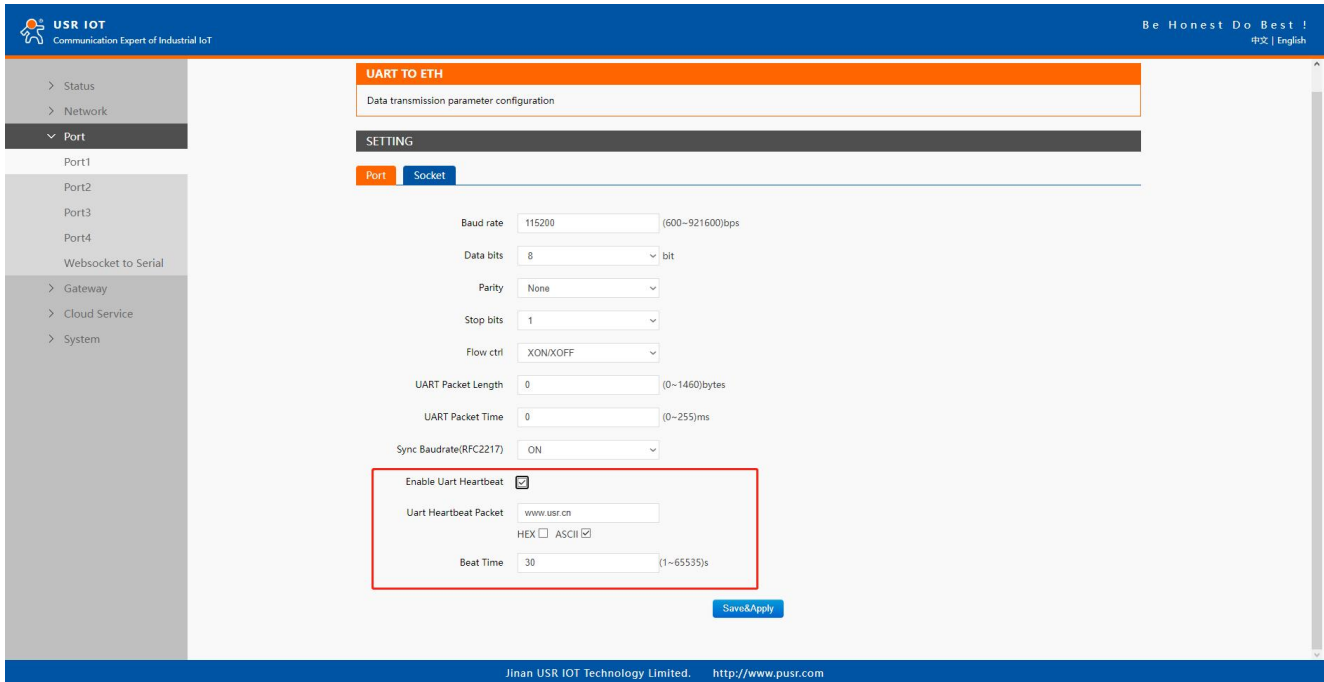 USR IOT
Communication Expert of Industrial IoT
Be Honest Do Best !
中文 | English
Status
Network
Port
Port1
Port2
Port3
Port4
Websocket to Serial
Gateway
Cloud Service
System
UART TO ETH
Data transmission parameter configuration
SETTING
Port Socket
Baud rate 115200 (600~921600)bps
Data bits 8 bit
Parity None
Stop bits 1
Flow ctrl XON/XOFF
UART Packet Length 0 (0~1460)bytes
UART Packet Time 0 (0~255)ms
Sync Baudrate(RFC2217) ON
Enable Uart Heartbeat
Uart Heartbeat Packet www.usr.cn
HEX ASCII
Beat Time 30 (1~65535)s
Save&Apply
Jinan USR IOT Technology Limited. http://www.pusr.com